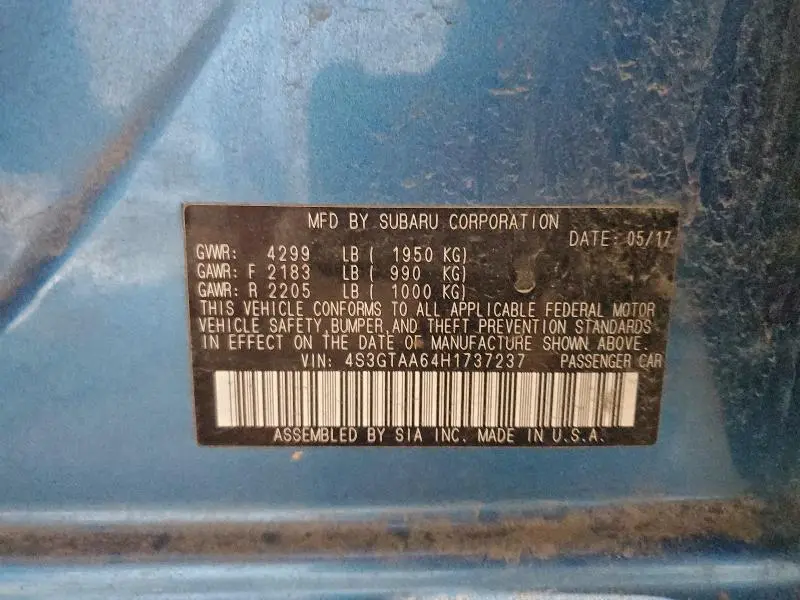 MFD BY SUBARU CORPORATION
DATE: 05/17
GVWR: 4299 LB ( 1950 KG)
GAWR: F 2183 LB ( 990 KG)
GAWR: R 2205 LB ( 1000 KG)
THIS VEHICLE CONFORMS TO ALL APPLICABLE FEDERAL MOTOR
VEHICLE SAFETY,BUMPER,AND THEFT PREVENTION STANDARDS
IN EFFECT ON THE DATE OF MANUFACTURE SHOWN ABOVE.
VIN: 4S3GTAA64H1737237 PASSENGER CAR
ASSEMBLED BY SIA INC. MADE IN U.S.A.